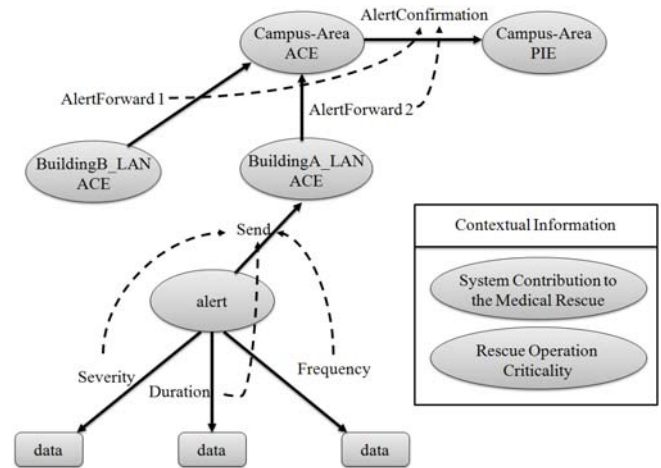 AlertConfirmation
Campus-Area
ACE
Campus-Area
PIE
AlertForward 1
AlertForward 2
BuildingB_LAN
ACE
BuildingA_LAN
ACE
Send
Contextual Information
System Contribution to
the Medical Rescue
Rescue Operation
Criticality
alert
Severity
Duration
Frequency
data
data
data